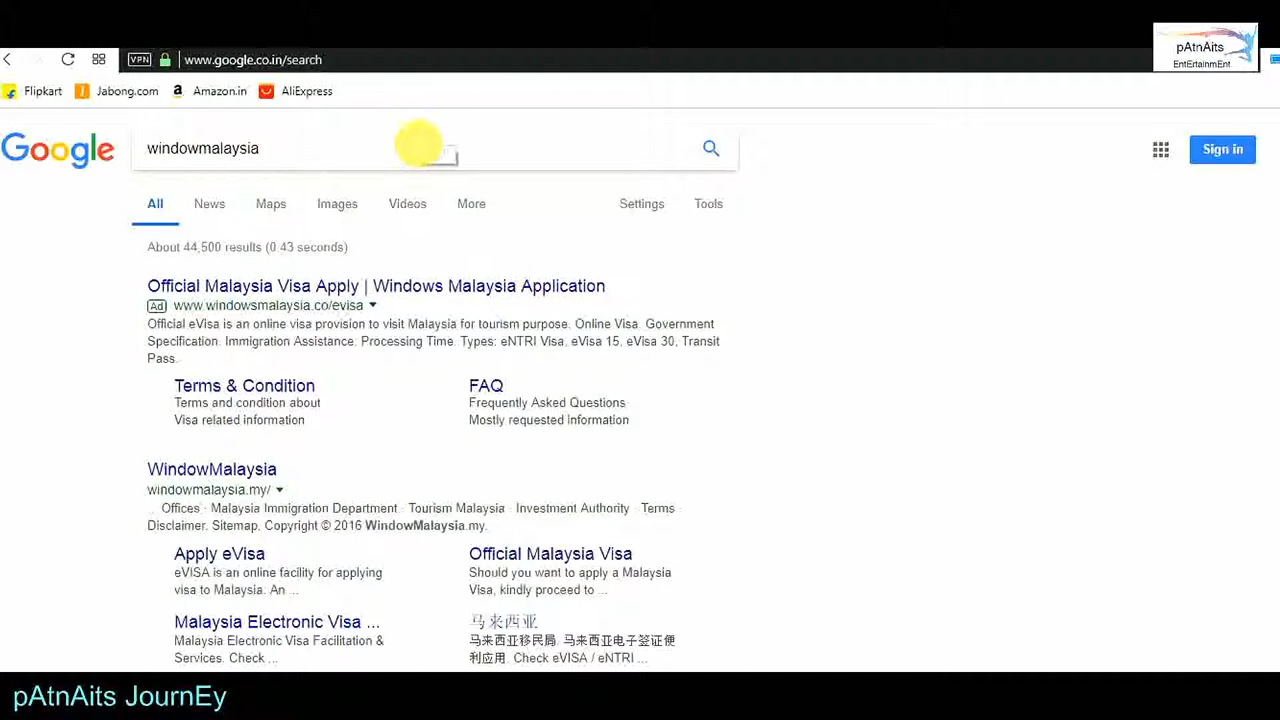 pAtnAits
EntErtainmEnt
VPN www.google.co.in/search
Flipkart Jabong.com Amazon.in AliExpress
Google windowmalaysia Sign in
All News Maps Images Videos More Settings Tools
About 44,500 results (0.43 seconds)
Official Malaysia Visa Apply | Windows Malaysia Application
Ad www.windowsmalaysia.co/evisa
Official eVisa is an online visa provision to visit Malaysia for tourism purpose. Online Visa. Government
Specification. Immigration Assistance. Processing Time. Types: eNTRI Visa, eVisa 15, eVisa 30, Transit
Pass.
Terms & Condition
Terms and condition about
Visa related information
FAQ
Frequently Asked Questions
Mostly requested information
WindowMalaysia
windowmalaysia.my/
Offices · Malaysia Immigration Department · Tourism Malaysia · Investment Authority · Terms ·
Disclaimer. Sitemap. Copyright © 2016 WindowMalaysia.my.
Apply eVisa
eVISA is an online facility for applying
visa to Malaysia. An ...
Official Malaysia Visa
Should you want to apply a Malaysia
Visa, kindly proceed to ...
Malaysia Electronic Visa ...
Malaysia Electronic Visa Facilitation &
Services. Check ...
马来西亚
马来西亚移民局. 马来西亚电子签证便
利应用. Check eVISA / eNTRI ...
pAtnAits JournEy